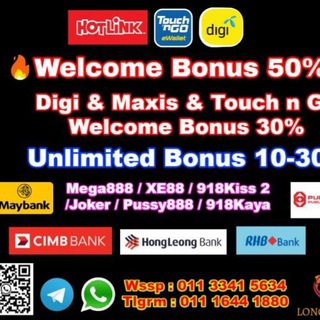 HOTLINK Touch n GO eWallet digi
🔥Welcome Bonus 50%
Digi & Maxis & Touch n G
Welcome Bonus 30%
Unlimited Bonus 10-30
Maybank
Mega888 / XE88 / 918Kiss 2
/Joker / Pussy888 / 918Kaya
CIMB BANK HongLeong Bank RHB Bank
Wssp : 011 3341 5634
Tlgrm : 011 1644 1880
LONG